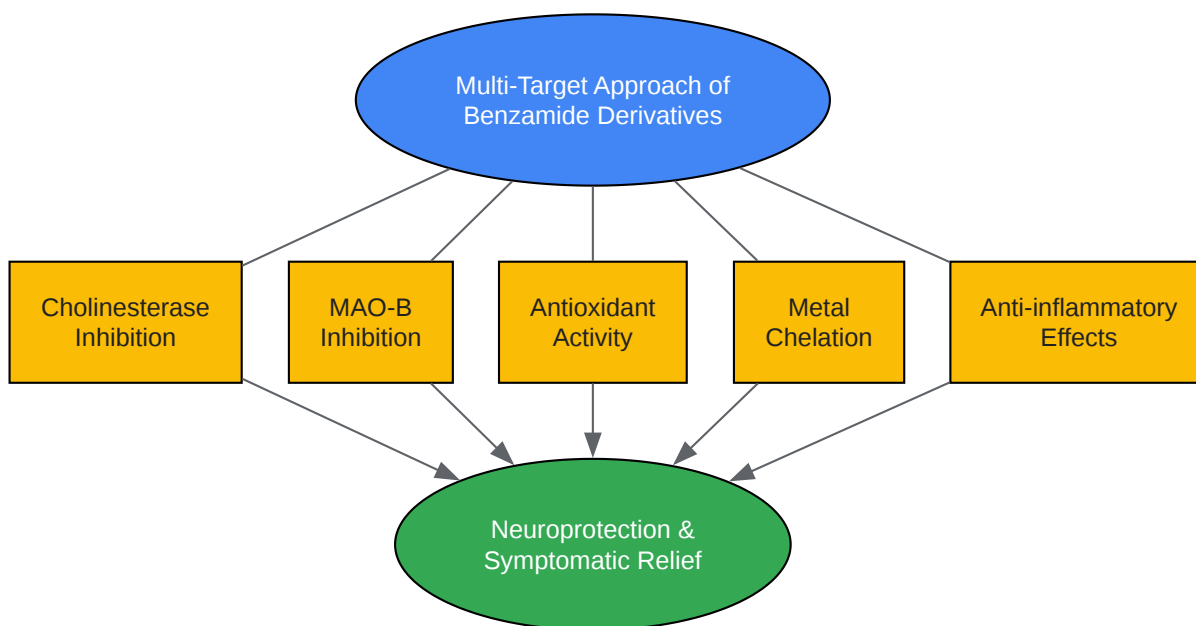 Multi-Target Approach of
Benzamide Derivatives
Cholinesterase
Inhibition
MAO-B
Inhibition
Antioxidant
Activity
Metal
Chelation
Anti-inflammatory
Effects
Neuroprotection &
Symptomatic Relief